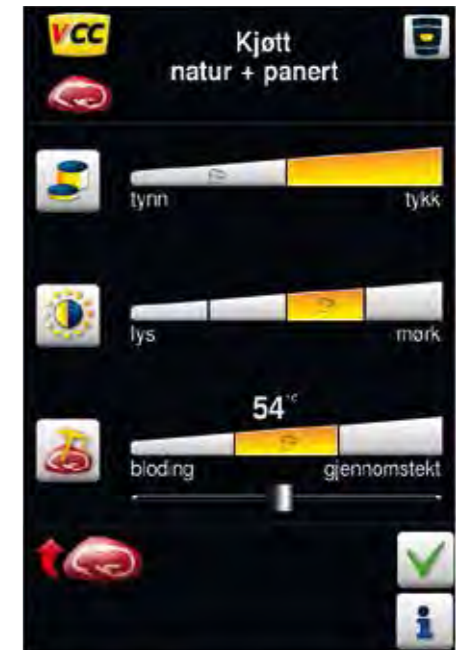 VCC
Kjøtt
natur + panert
tynn tykk
lys mørk
54°C
bloding gjennomstekt
i